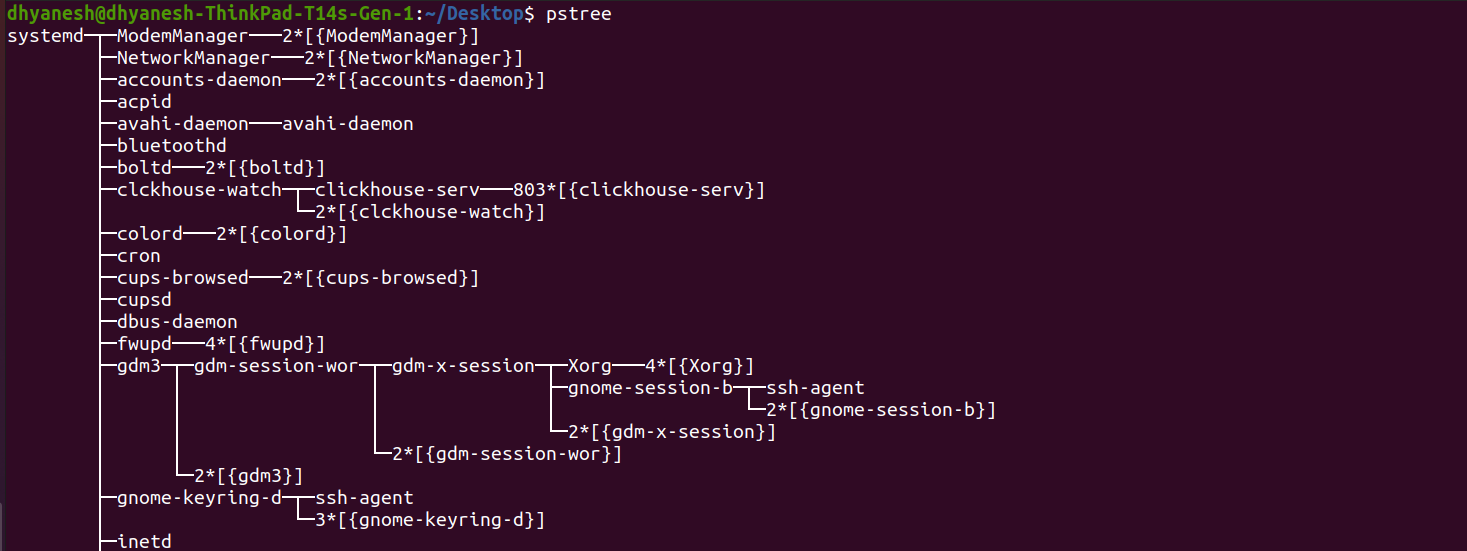 dhyanesh@dhyanesh-ThinkPad-T14s-Gen-1:~/Desktop$ pstree
systemd─┬─ModemManager───2*[{ModemManager}]
        ├─NetworkManager───2*[{NetworkManager}]
        ├─accounts-daemon───2*[{accounts-daemon}]
        ├─acpid
        ├─avahi-daemon───avahi-daemon
        ├─bluetoothd
        ├─boltd───2*[{boltd}]
        ├─clckhouse-watch─┬─clickhouse-serv───803*[{clickhouse-serv}]
        │                 └─2*[{clckhouse-watch}]
        ├─colord───2*[{colord}]
        ├─cron
        ├─cups-browsed───2*[{cups-browsed}]
        ├─cupsd
        ├─dbus-daemon
        ├─fwupd───4*[{fwupd}]
        ├─gdm3─┬─gdm-session-wor─┬─gdm-x-session─┬─Xorg───4*[{Xorg}]
        │      │                 │               ├─gnome-session-b─┬─ssh-agent
        │      │                 │               │                 └─2*[{gnome-session-b}]
        │      │                 │               └─2*[{gdm-x-session}]
        │      │                 └─2*[{gdm-session-wor}]
        │      └─2*[{gdm3}]
        ├─gnome-keyring-d─┬─ssh-agent
        │                 └─3*[{gnome-keyring-d}]
        ├─inetd